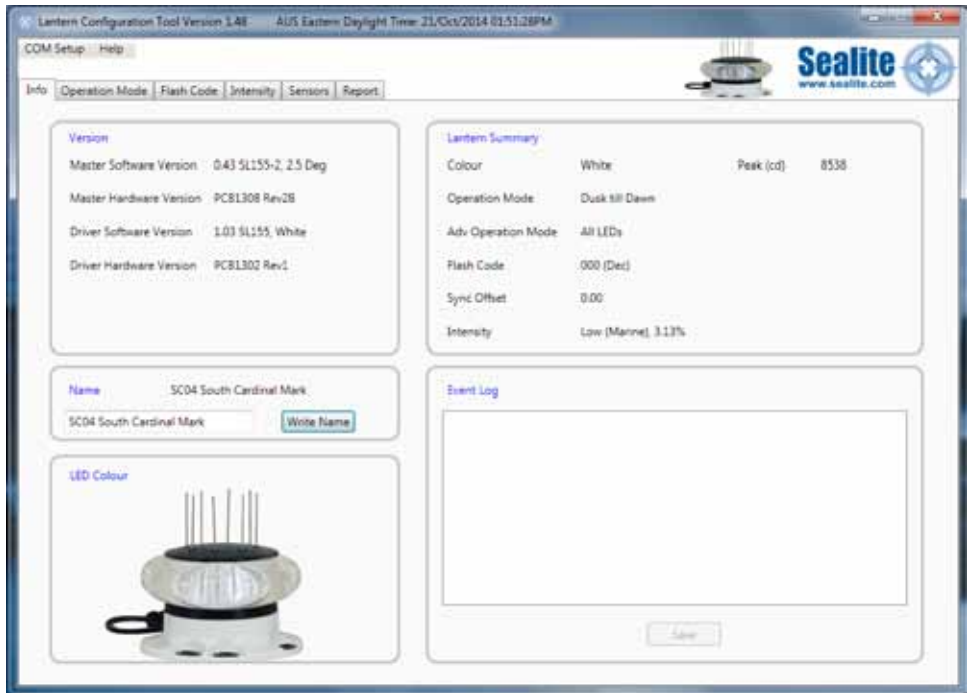 Lantern Configuration Tool Version 1.48 AUS Eastern Daylight Time: 21/Oct/2014 01:51:28PM
COM Setup Help
Sealite
www.sealite.com
Info Operation Mode Flash Code Intensity Sensors Report
Version
Master Software Version 0.43 SL155-2, 2.5 Deg
Master Hardware Version PCB1308 Rev2B
Driver Software Version 1.03 SL155, White
Driver Hardware Version PCB1302 Rev1
Lantern Summary
Colour White Peak (cd) 8538
Operation Mode Dusk till Dawn
Adv Operation Mode All LEDs
Flash Code 000 (Dec)
Sync Offset 0.00
Intensity Low (Marine), 3.13%
Name SC04 South Cardinal Mark
SC04 South Cardinal Mark Write Name
LED Colour
Event Log
Save